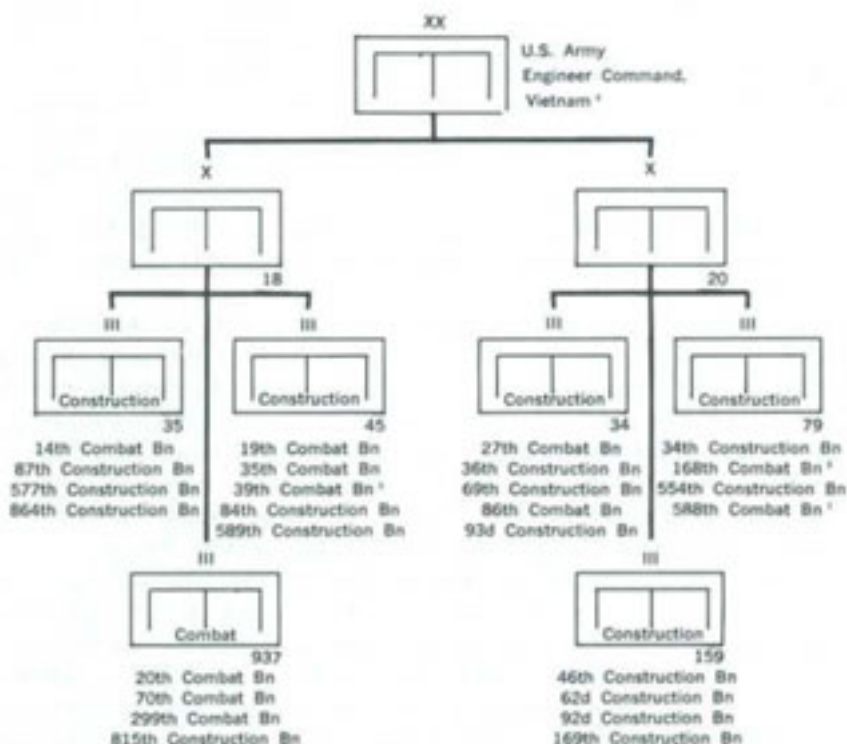 XX
U.S. Army
Engineer Command,
Vietnam
X
X
18
20
III
III
III
III
Construction
Construction
Construction
Construction
35
45
34
79
14th Combat Bn
87th Construction Bn
577th Construction Bn
864th Construction Bn
19th Combat Bn
35th Combat Bn
39th Combat Bn
84th Construction Bn
589th Construction Bn
27th Combat Bn
36th Construction Bn
69th Construction Bn
86th Combat Bn
93d Construction Bn
34th Construction Bn
168th Combat Bn
554th Construction Bn
588th Combat Bn
III
III
Combat
Construction
937
159
20th Combat Bn
70th Combat Bn
299th Combat Bn
815th Construction Bn
46th Construction Bn
62d Construction Bn
92d Construction Bn
169th Construction Bn